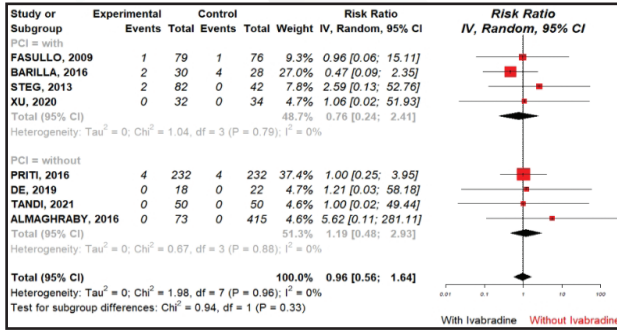 Study or Experimental Control Risk Ratio Risk Ratio
Subgroup Events Total Events Total Weight IV, Random, 95% CI IV, Random, 95% CI
PCI = with
FASULLO, 2009 1 79 1 76 9.3% 0.96 [0.06; 15.11]
BARILLA, 2016 2 30 4 28 27.0% 0.47 [0.09; 2.35]
STEG, 2013 2 82 0 42 7.8% 2.59 [0.13; 52.76]
XU, 2020 0 32 0 34 4.7% 1.06 [0.02; 51.93]
Total (95% CI) 48.7% 0.76 [0.24; 2.41]
Heterogeneity: Tau² = 0; Chi² = 1.04, df = 3 (P = 0.79); I² = 0%
PCI = without
PRITI, 2016 4 232 4 232 37.4% 1.00 [0.25; 3.95]
DE, 2019 0 18 0 22 4.7% 1.21 [0.03; 58.18]
TANDI, 2021 0 50 0 50 4.6% 1.00 [0.02; 49.44]
ALMAGHRABY, 2016 0 73 0 415 4.6% 5.62 [0.11; 281.11]
Total (95% CI) 51.3% 1.19 [0.48; 2.93]
Heterogeneity: Tau² = 0; Chi² = 0.67, df = 3 (P = 0.88); I² = 0%
Total (95% CI) 100.0% 0.96 [0.56; 1.64]
Heterogeneity: Tau² = 0; Chi² = 1.98, df = 7 (P = 0.96); I² = 0%
Test for subgroup differences: Chi² = 0.94, df = 1 (P = 0.33)
0.01 0.1 1 10 100
With Ivabradine Without Ivabradine